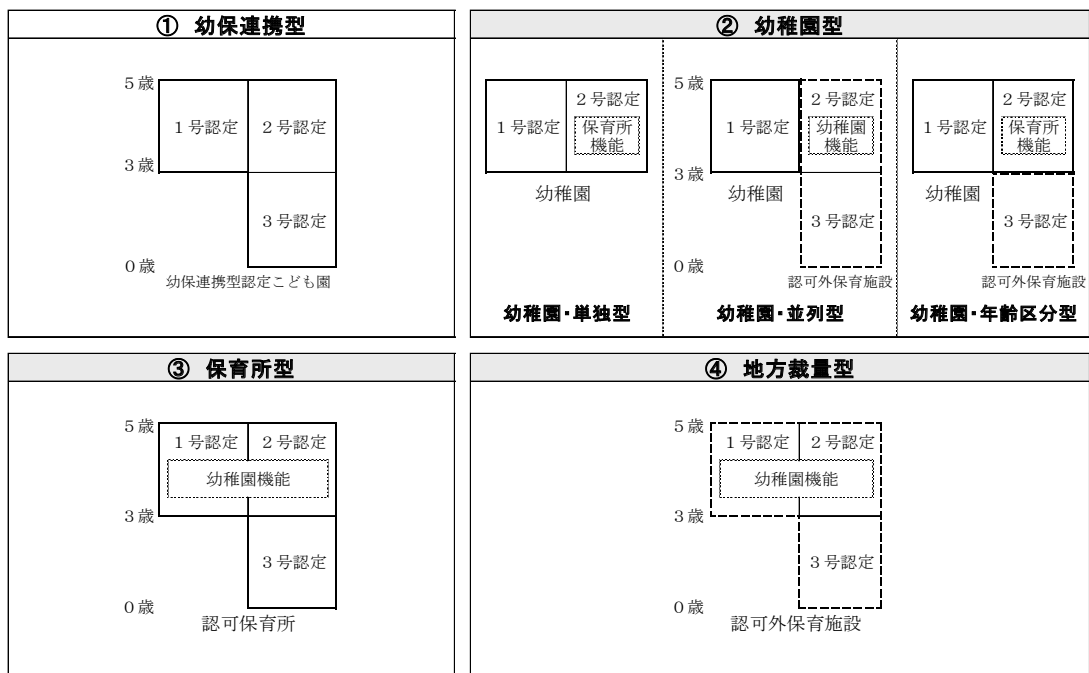 ① 幼保連携型
5歳
1号認定
2号認定
3歳
3号認定
0歳
幼保連携型認定こども園
② 幼稚園型
1号認定
2号認定
保育所
機能
幼稚園
幼稚園・単独型
5歳
1号認定
2号認定
幼稚園
機能
3歳
幼稚園
3号認定
0歳
認可外保育施設
幼稚園・並列型
1号認定
2号認定
保育所
機能
幼稚園
3号認定
認可外保育施設
幼稚園・年齢区分型
③ 保育所型
5歳
1号認定
2号認定
幼稚園機能
3歳
3号認定
0歳
認可保育所
④ 地方裁量型
5歳
1号認定
2号認定
幼稚園機能
3歳
3号認定
0歳
認可外保育施設